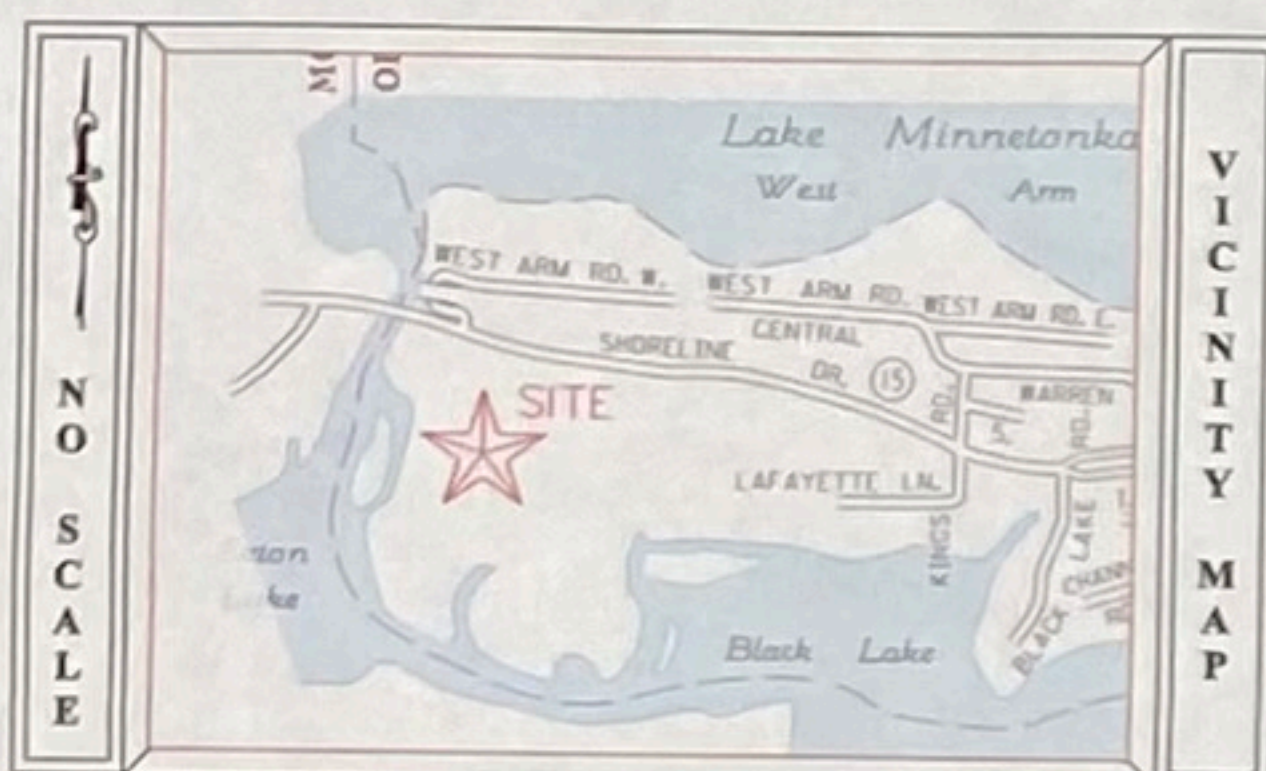 NO SCALE
VICINITY MAP
Lake Minnetonka
West Arm
WEST ARM RD. W.
WEST ARM RD.
WEST ARM RD. E.
CENTRAL
SHORELINE
DR.
15
RD.
WARREN
RD.
SITE
LAFAYETTE LN.
KINGS
LAKE
BLACK
Black Lake